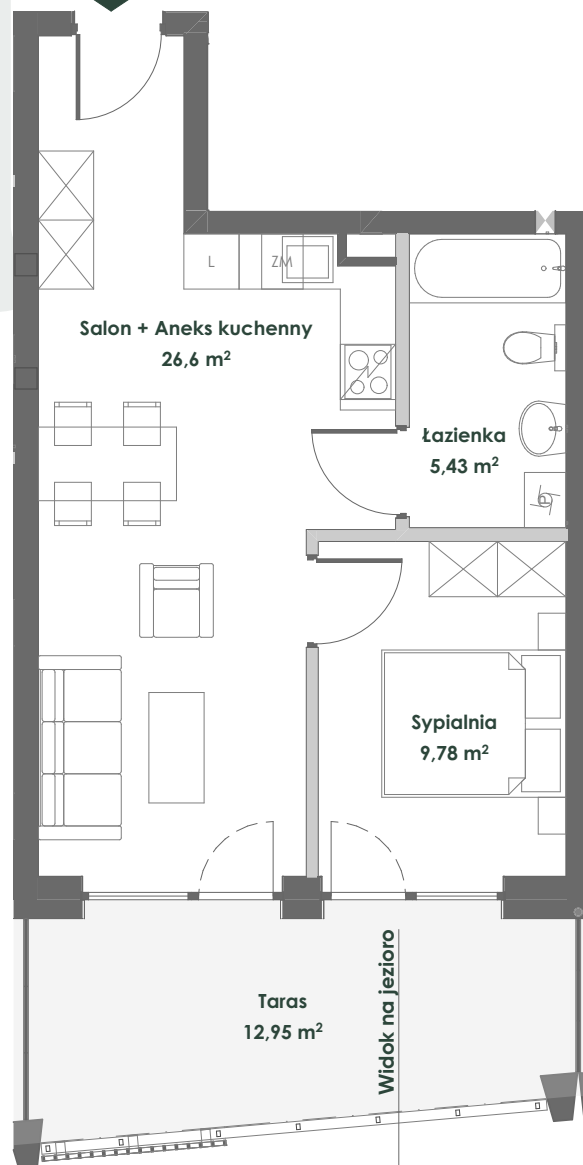 L
ZM
Salon + Aneks kuchenny
26,6 m²
Łazienka
5,43 m²
P
Sypialnia
9,78 m²
Taras
12,95 m²
Widok na jezioro